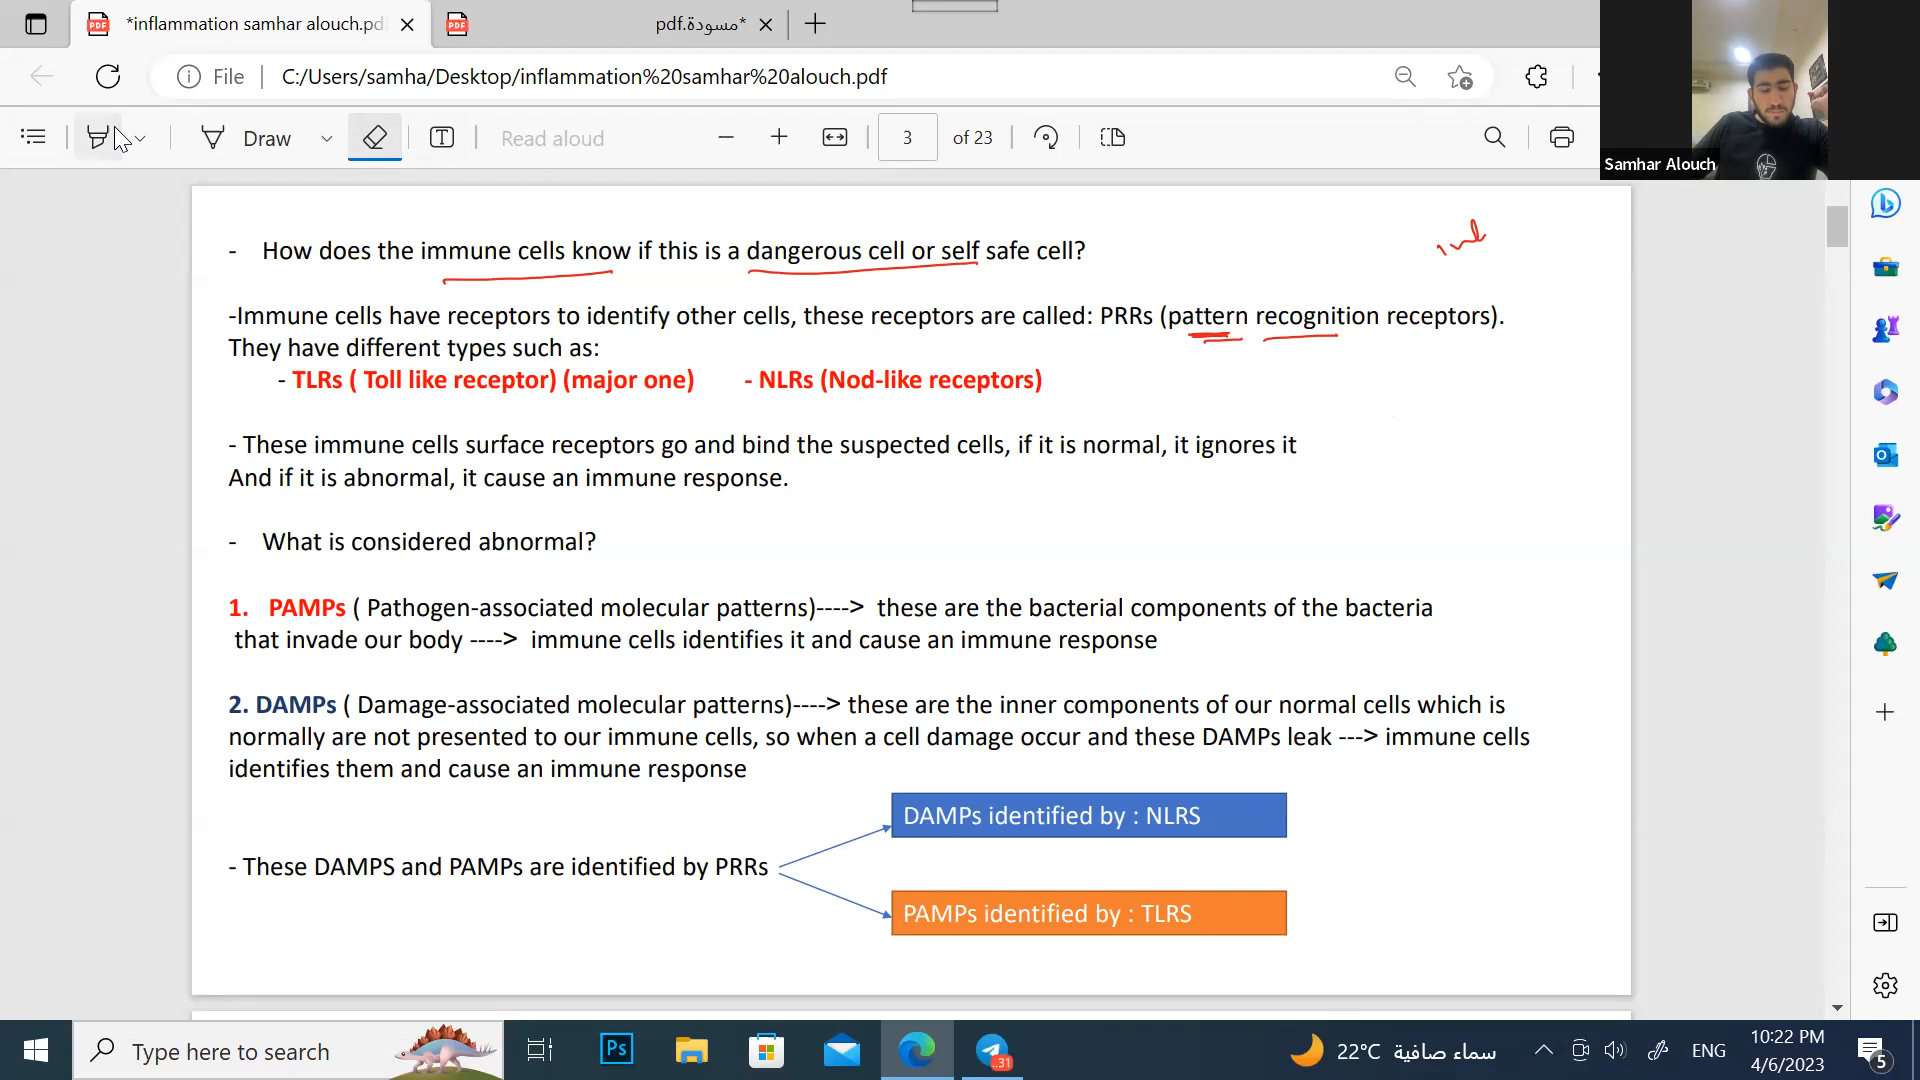 *inflammation samhar alouch.pd
*مسودة.pdf
File
C:/Users/samha/Desktop/inflammation%20samhar%20alouch.pdf
Draw
Read aloud
3
of 23
Samhar Alouch
- How does the immune cells know if this is a dangerous cell or self safe cell?
-Immune cells have receptors to identify other cells, these receptors are called: PRRs (pattern recognition receptors).
They have different types such as:
- TLRs ( Toll like receptor) (major one) - NLRs (Nod-like receptors)
- These immune cells surface receptors go and bind the suspected cells, if it is normal, it ignores it
And if it is abnormal, it cause an immune response.
- What is considered abnormal?
1. PAMPs ( Pathogen-associated molecular patterns)----> these are the bacterial components of the bacteria
that invade our body ----> immune cells identifies it and cause an immune response
2. DAMPs ( Damage-associated molecular patterns)----> these are the inner components of our normal cells which is
normally are not presented to our immune cells, so when a cell damage occur and these DAMPs leak ---> immune cells
identifies them and cause an immune response
DAMPs identified by : NLRS
- These DAMPS and PAMPs are identified by PRRs
PAMPs identified by : TLRS
Type here to search
Ps
..31
22°C سماء صافية
ENG
10:22 PM
4/6/2023
5